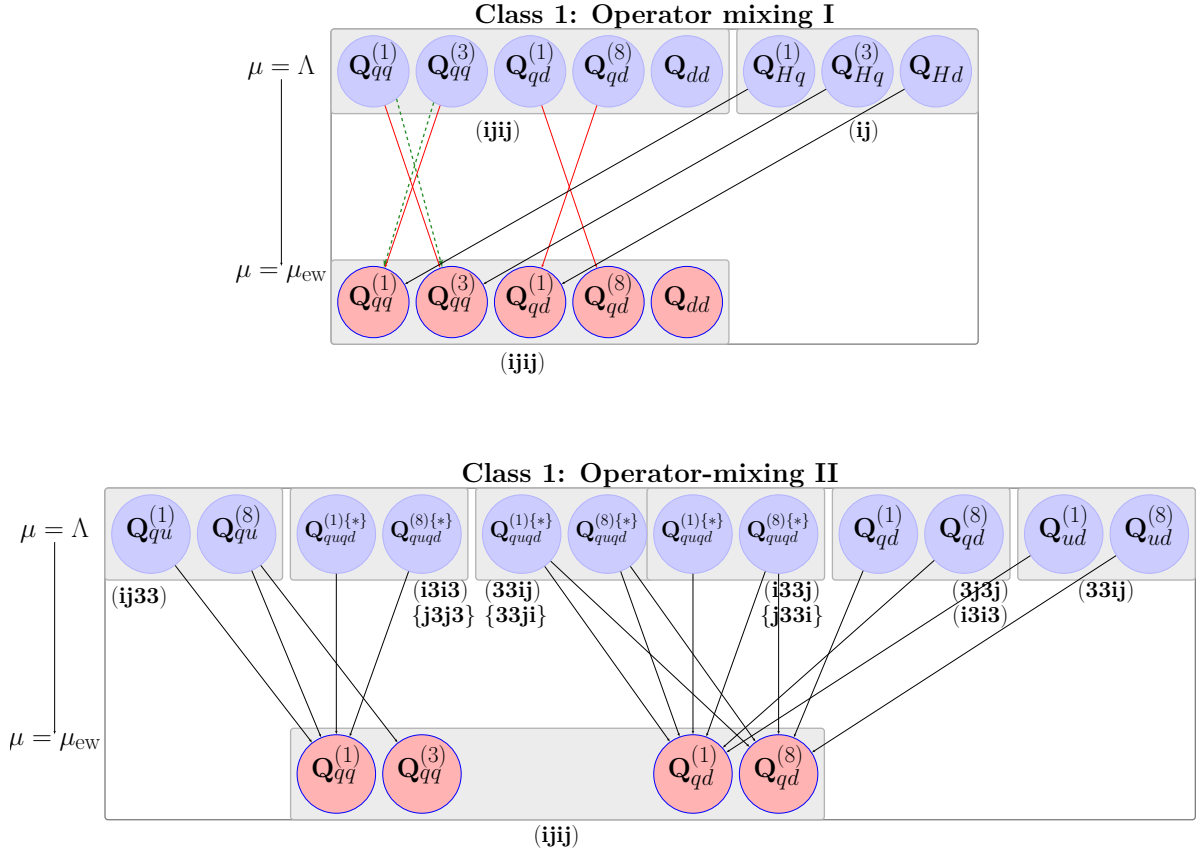 Class 1: Operator mixing I
μ = Λ
Q_{qq}^{(1)} Q_{qq}^{(3)} Q_{qd}^{(1)} Q_{qd}^{(8)} Q_{dd} Q_{Hq}^{(1)} Q_{Hq}^{(3)} Q_{Hd}
(ijij) (ij)
μ = μ_{ew}
Q_{qq}^{(1)} Q_{qq}^{(3)} Q_{qd}^{(1)} Q_{qd}^{(8)} Q_{dd}
(ijij)
Class 1: Operator-mixing II
μ = Λ
Q_{qu}^{(1)} Q_{qu}^{(8)} Q_{quqd}^{(1){*}} Q_{quqd}^{(8){*}} Q_{quqd}^{(1){*}} Q_{quqd}^{(8){*}} Q_{quqd}^{(1){*}} Q_{quqd}^{(8){*}} Q_{qd}^{(1)} Q_{qd}^{(8)} Q_{ud}^{(1)} Q_{ud}^{(8)}
(ij33) (i3i3) (33ij) (i33j) (3j3j) (33ij)
{j3j3} {33ji} {j33i} (i3i3)
μ = μ_{ew}
Q_{qq}^{(1)} Q_{qq}^{(3)} Q_{qd}^{(1)} Q_{qd}^{(8)}
(ijij)